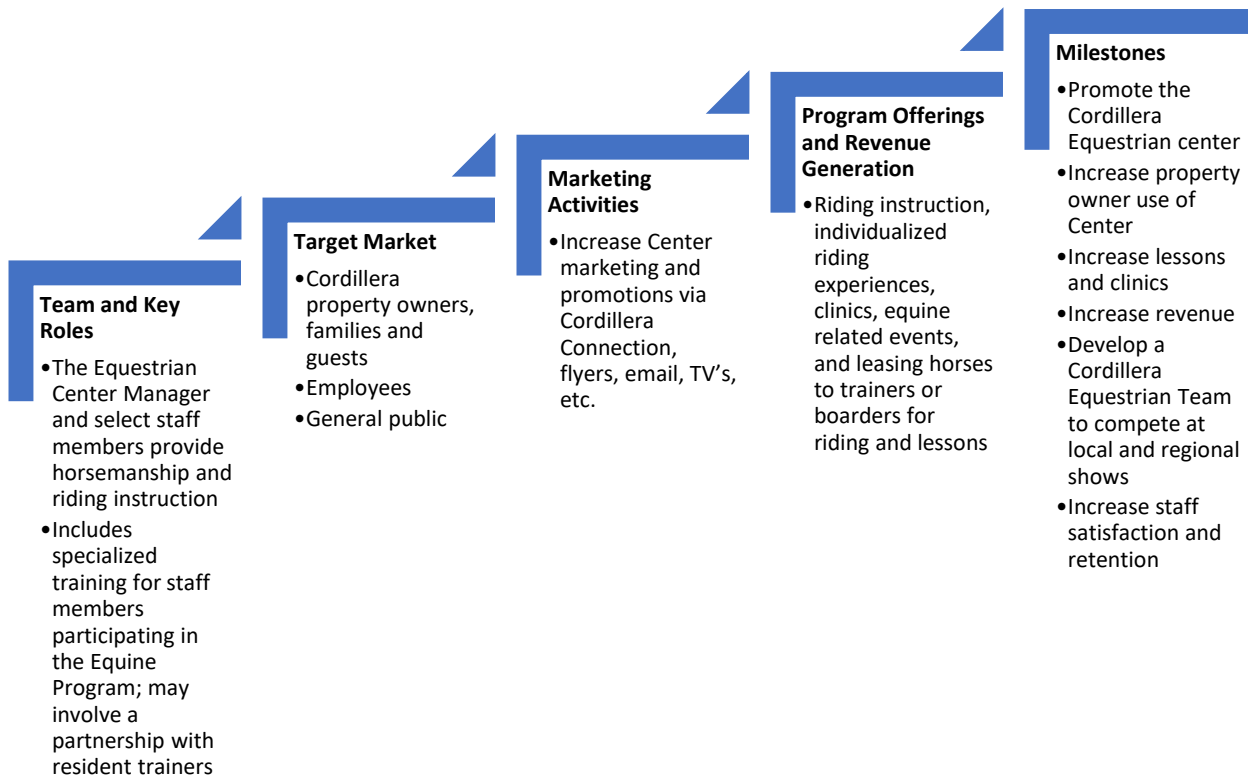 Team and Key
Roles
•The Equestrian
Center Manager
and select staff
members provide
horsemanship and
riding instruction
•Includes
specialized
training for staff
members
participating in
the Equine
Program; may
involve a
partnership with
resident trainers
Target Market
•Cordillera
property owners,
families and
guests
•Employees
•General public
Marketing
Activities
•Increase Center
marketing and
promotions via
Cordillera
Connection,
flyers, email, TV's,
etc.
Program Offerings
and Revenue
Generation
•Riding instruction,
individualized
riding
experiences,
clinics, equine
related events,
and leasing horses
to trainers or
boarders for
riding and lessons
Milestones
•Promote the
Cordillera
Equestrian center
•Increase property
owner use of
Center
•Increase lessons
and clinics
•Increase revenue
•Develop a
Cordillera
Equestrian Team
to compete at
local and regional
shows
•Increase staff
satisfaction and
retention